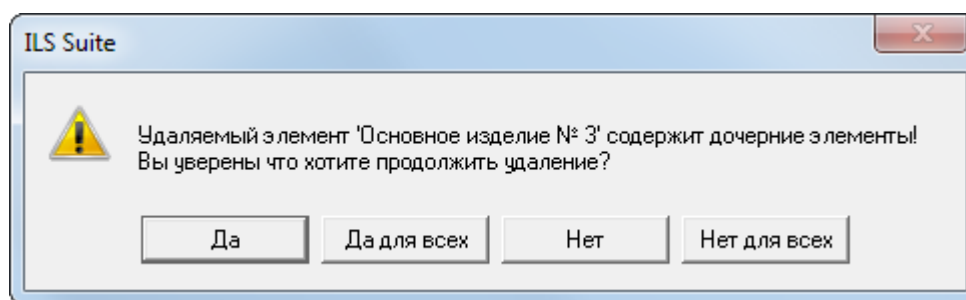 ILS Suite
Удаляемый элемент 'Основное изделие № 3' содержит дочерние элементы!
Вы уверены что хотите продолжить удаление?
Да
Да для всех
Нет
Нет для всех